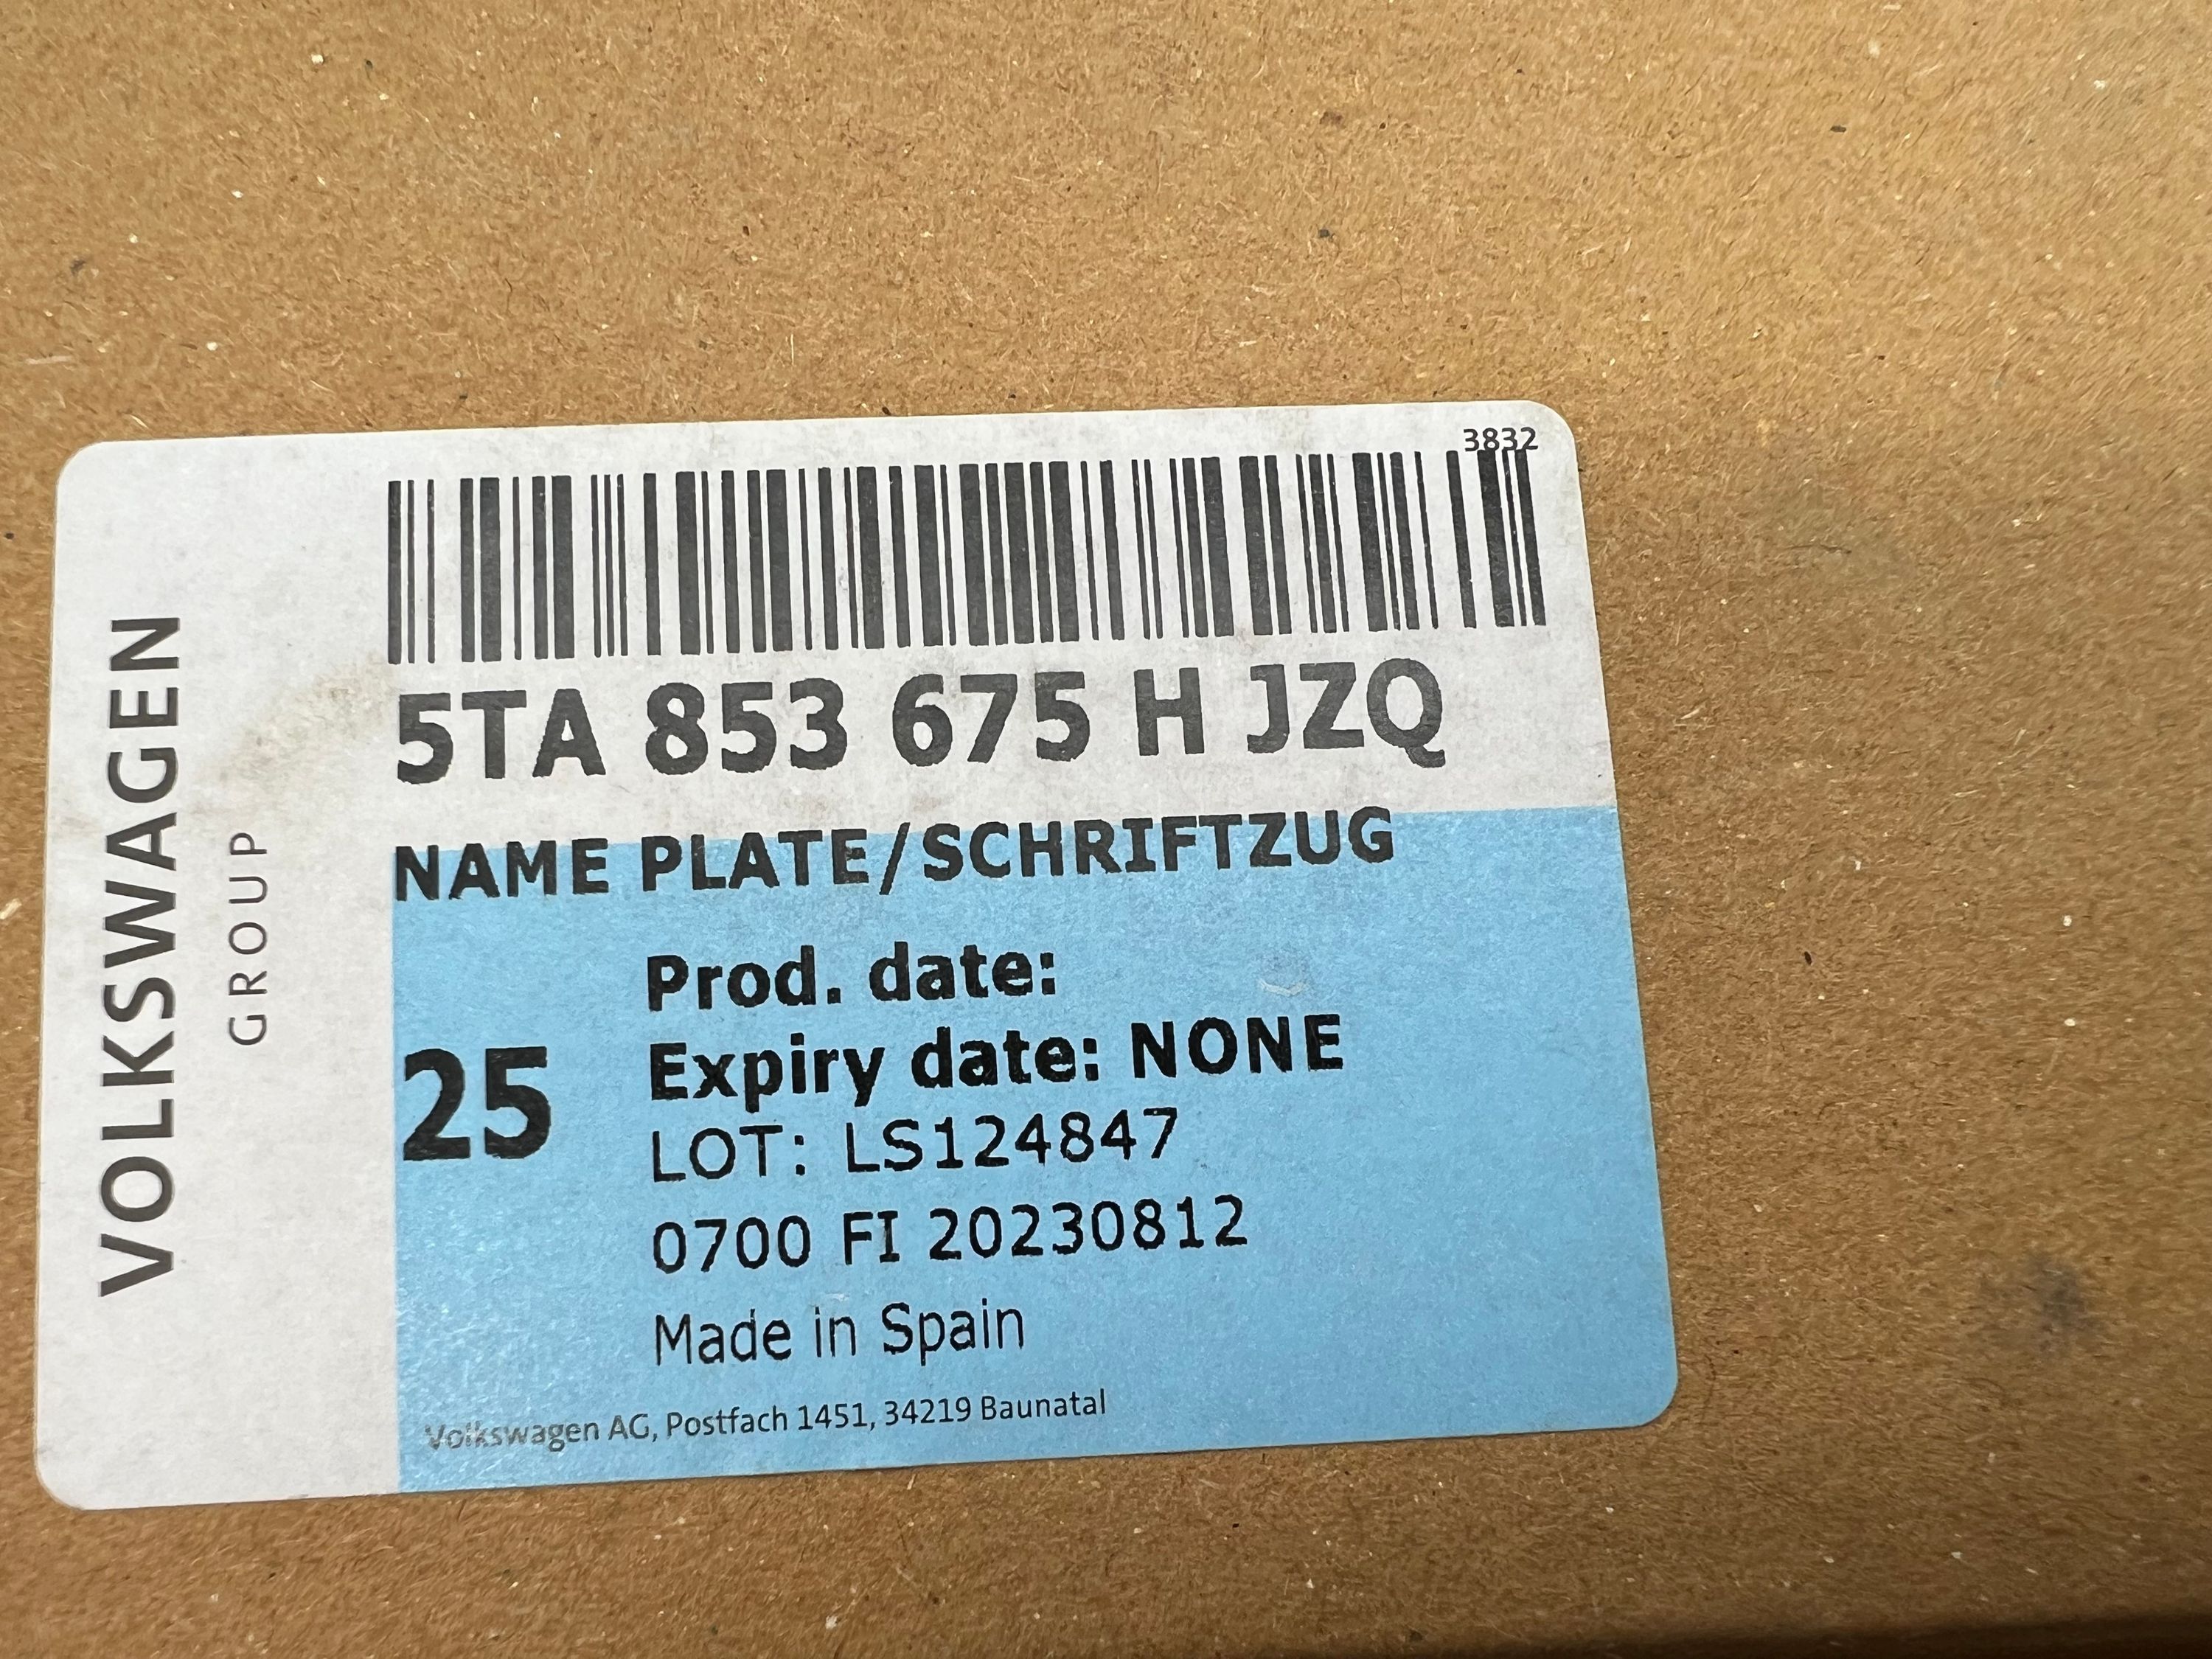 VOLKSWAGEN
GROUP
3832
5TA 853 675 H JZQ
NAME PLATE/SCHRIFTZUG
25
Prod. date:
Expiry date: NONE
LOT: LS124847
0700 FI 20230812
Made in Spain
Volkswagen AG, Postfach 1451, 34219 Baunatal